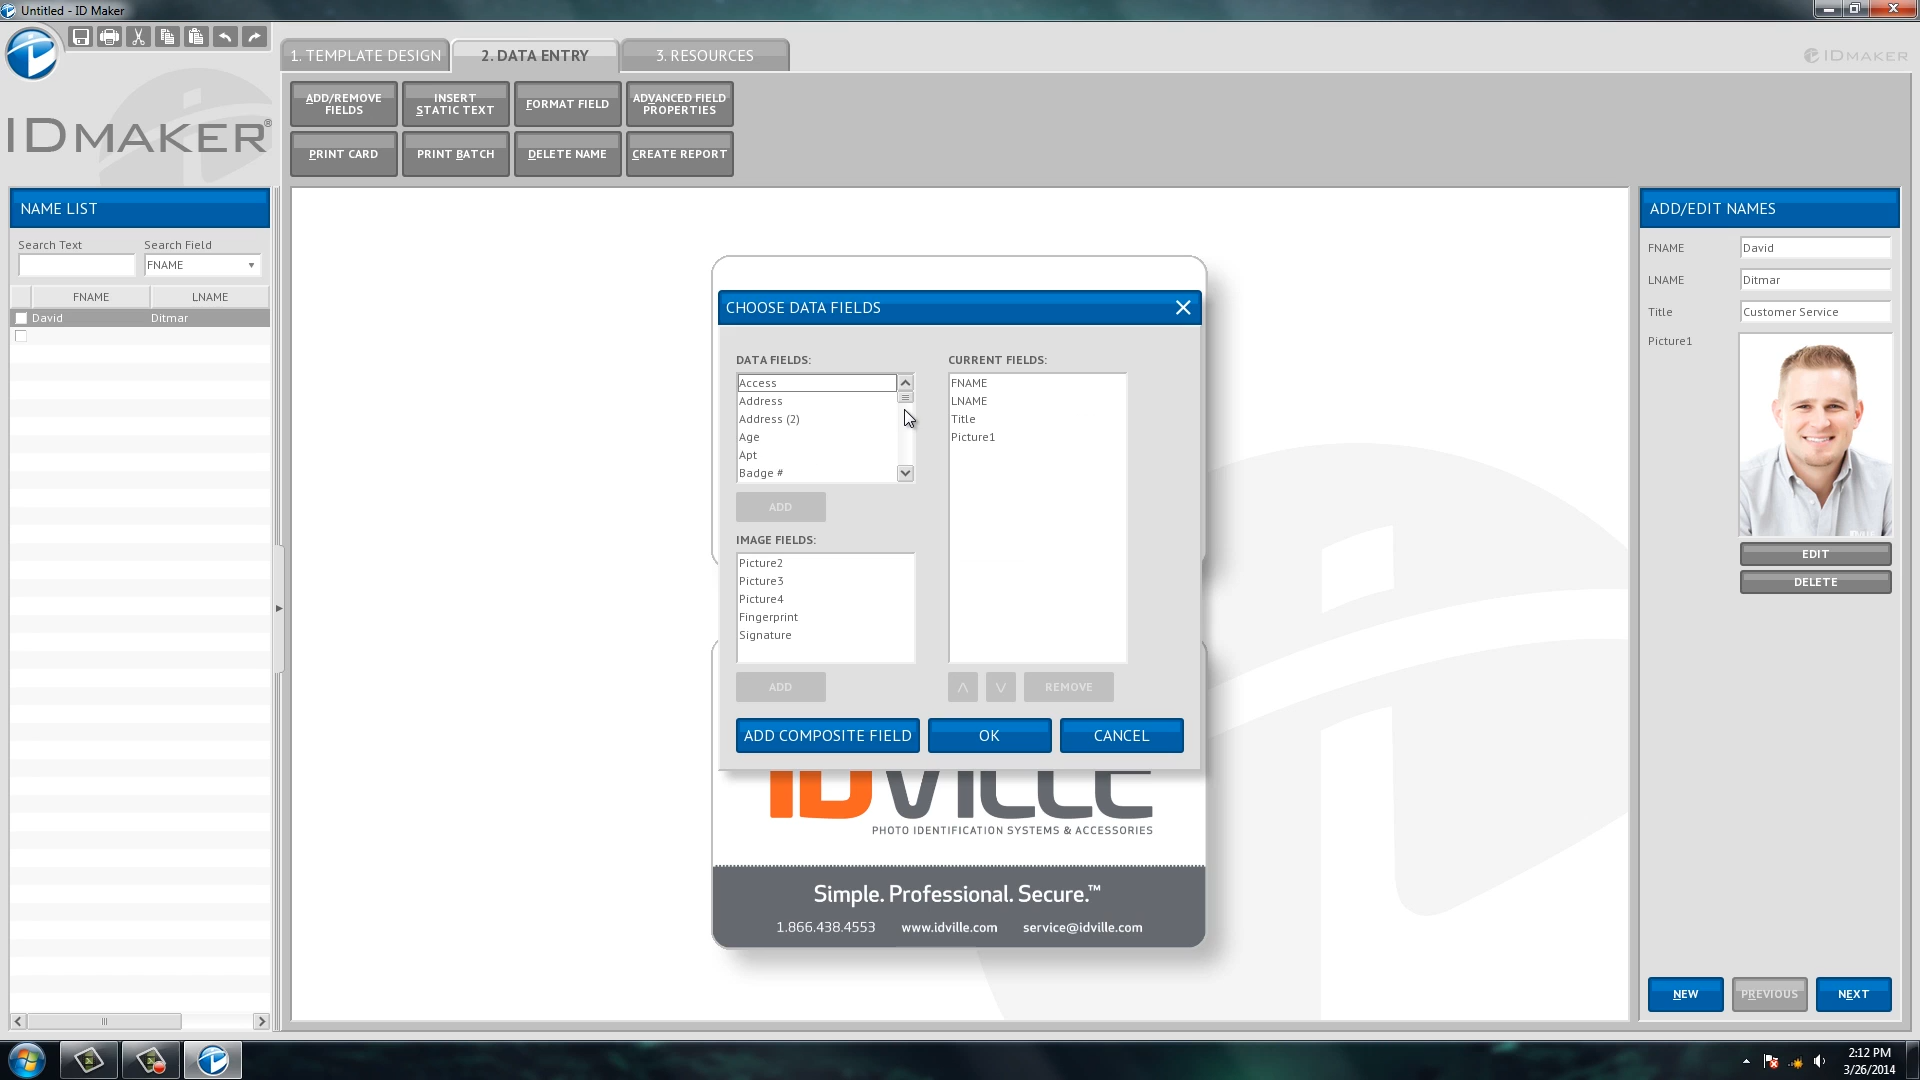 Untitled - ID Maker
1. TEMPLATE DESIGN
2. DATA ENTRY
3. RESOURCES
IDMAKER
IDMAKER®
ADD/REMOVE FIELDS
INSERT STATIC TEXT
FORMAT FIELD
ADVANCED FIELD PROPERTIES
PRINT CARD
PRINT BATCH
DELETE NAME
CREATE REPORT
NAME LIST
Search Text
Search Field
FNAME
FNAME LNAME
David Ditmar
CHOOSE DATA FIELDS
DATA FIELDS:
Access
Address
Address (2)
Age
Apt
Badge #
ADD
IMAGE FIELDS:
Picture2
Picture3
Picture4
Fingerprint
Signature
ADD
CURRENT FIELDS:
FNAME
LNAME
Title
Picture1
REMOVE
ADD COMPOSITE FIELD
OK
CANCEL
IDVILLE
PHOTO IDENTIFICATION SYSTEMS & ACCESSORIES
Simple. Professional. Secure.™
1.866.438.4553 www.idville.com service@idville.com
ADD/EDIT NAMES
FNAME David
LNAME Ditmar
Title Customer Service
Picture1
EDIT
DELETE
NEW
PREVIOUS
NEXT
2:12 PM
3/26/2014